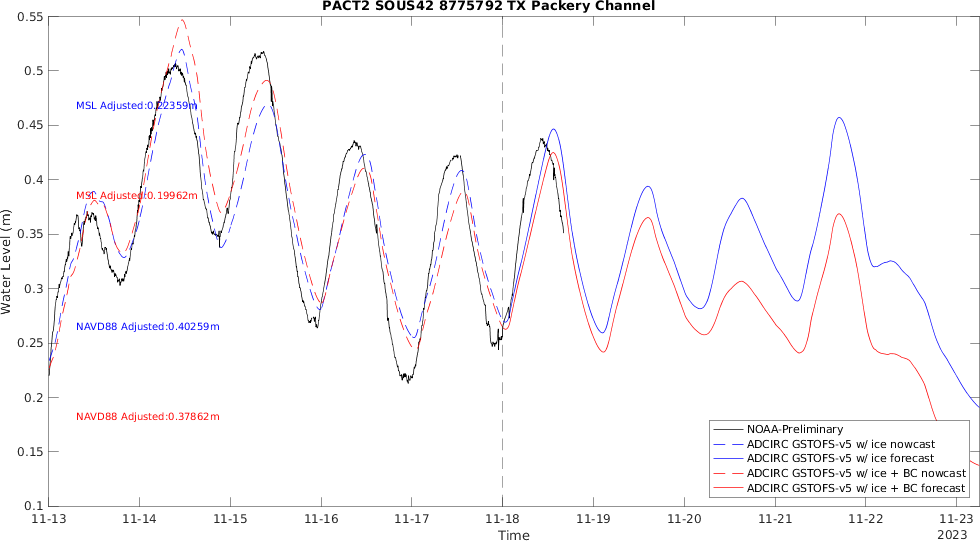 PACT2 SOUS42 8775792 TX Packery Channel
0.55
0.5
0.45
0.4
0.35
0.3
0.25
0.2
0.15
0.1
Water Level (m)
MSL Adjusted:0.22359m
MSL Adjusted:0.19962m
NAVD88 Adjusted:0.40259m
NAVD88 Adjusted:0.37862m
NOAA-Preliminary
ADCIRC GSTOFS-v5 w/ ice nowcast
ADCIRC GSTOFS-v5 w/ ice forecast
ADCIRC GSTOFS-v5 w/ ice + BC nowcast
ADCIRC GSTOFS-v5 w/ ice + BC forecast
11-13 11-14 11-15 11-16 11-17 11-18 11-19 11-20 11-21 11-22 11-23
Time 2023